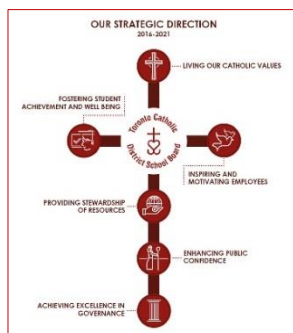 OUR STRATEGIC DIRECTION
2016-2021
LIVING OUR CATHOLIC VALUES
FOSTERING STUDENT
ACHIEVEMENT AND WELL BEING
Toronto Catholic
District School Board
INSPIRING AND
MOTIVATING EMPLOYEES
PROVIDING STEWARDSHIP
OF RESOURCES
ENHANCING PUBLIC
CONFIDENCE
ACHIEVING EXCELLENCE IN
GOVERNANCE